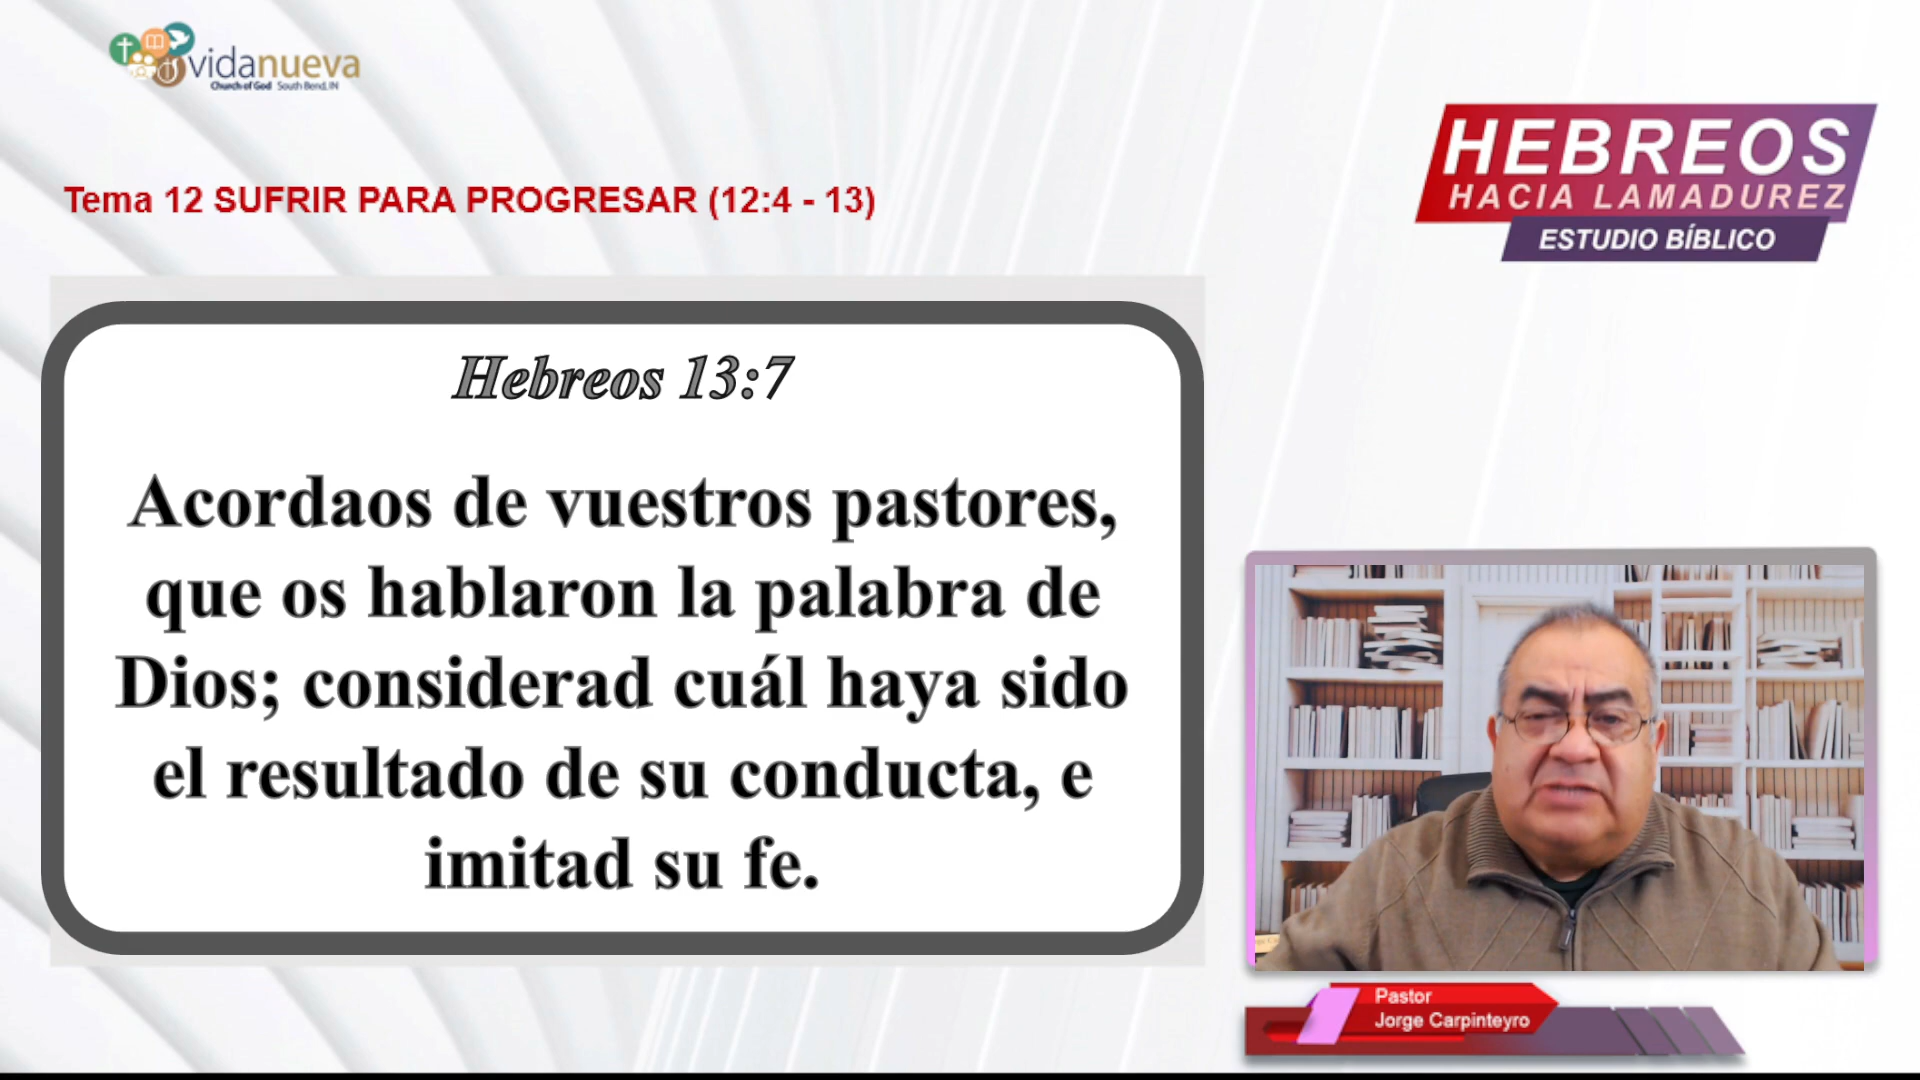 vidanueva
Church of God South Bend, IN
HEBREOS
HACIA LAMADUREZ
ESTUDIO BÍBLICO
Tema 12 SUFRIR PARA PROGRESAR (12:4 - 13)
Hebreos 13:7
Acordaos de vuestros pastores,
que os hablaron la palabra de
Dios; considerad cuál haya sido
el resultado de su conducta, e
imitad su fe.
Pastor
Jorge Carpinteyro